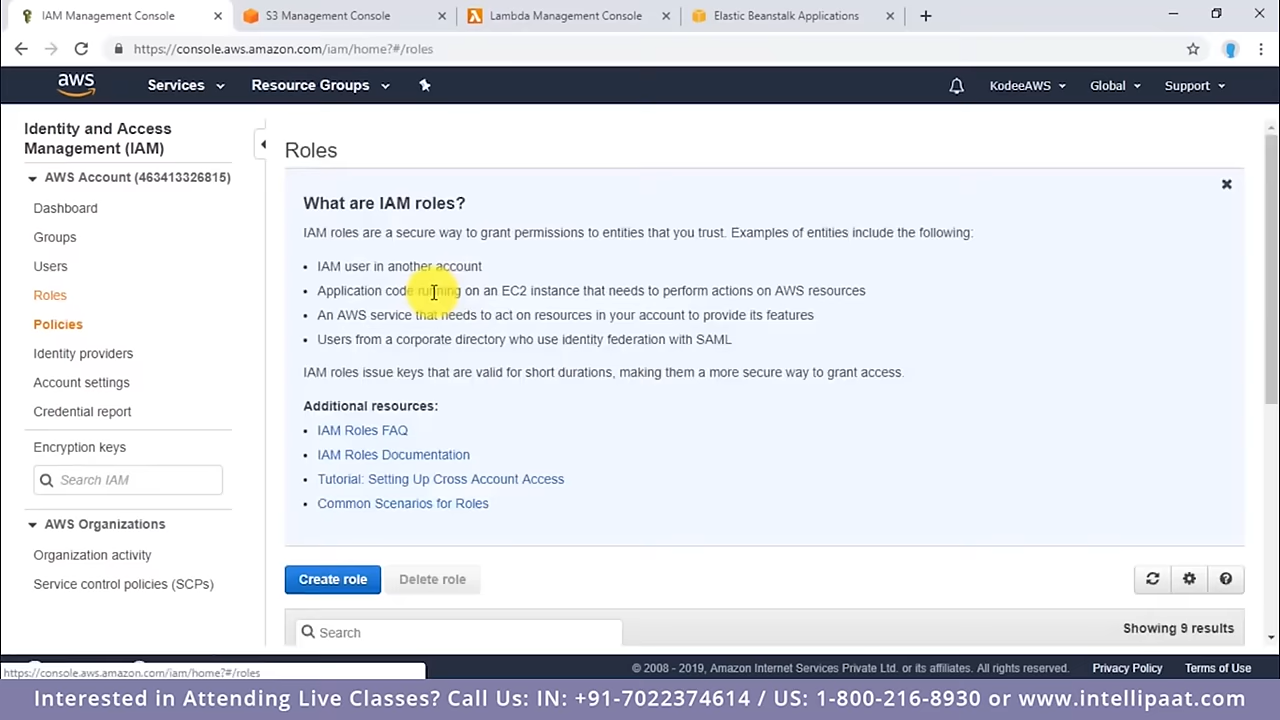 IAM Management Console
S3 Management Console
Lambda Management Console
Elastic Beanstalk Applications
https://console.aws.amazon.com/iam/home?#/roles
aws
Services
Resource Groups
KodeeAWS
Global
Support
Identity and Access
Management (IAM)
AWS Account (463413326815)
Dashboard
Groups
Users
Roles
Policies
Identity providers
Account settings
Credential report
Encryption keys
Search IAM
AWS Organizations
Organization activity
Service control policies (SCPs)
Roles
What are IAM roles?
IAM roles are a secure way to grant permissions to entities that you trust. Examples of entities include the following:
• IAM user in another account
• Application code running on an EC2 instance that needs to perform actions on AWS resources
• An AWS service that needs to act on resources in your account to provide its features
• Users from a corporate directory who use identity federation with SAML
IAM roles issue keys that are valid for short durations, making them a more secure way to grant access.
Additional resources:
• IAM Roles FAQ
• IAM Roles Documentation
• Tutorial: Setting Up Cross Account Access
• Common Scenarios for Roles
Create role
Delete role
Search
Showing 9 results
https://console.aws.amazon.com/iam/home?#/roles
© 2008 - 2019, Amazon Internet Services Private Ltd. or its affiliates. All rights reserved.
Privacy Policy
Terms of Use
Interested in Attending Live Classes? Call Us: IN: +91-7022374614 / US: 1-800-216-8930 or www.intellipaat.com